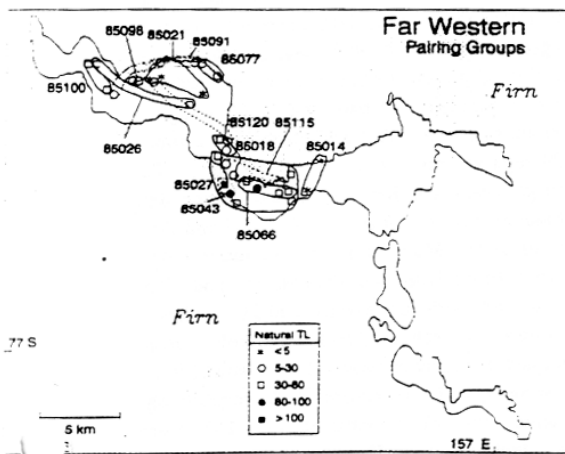 Far Western
Pairing Groups
85098
85021
85091
85077
85100
85026
Firn
85120
85115
85018
85014
85027
85043
85066
Firn
77 S
Natural TL
× <5
○ 5-30
□ 30-80
● 80-100
■ >100
5 km
157 E